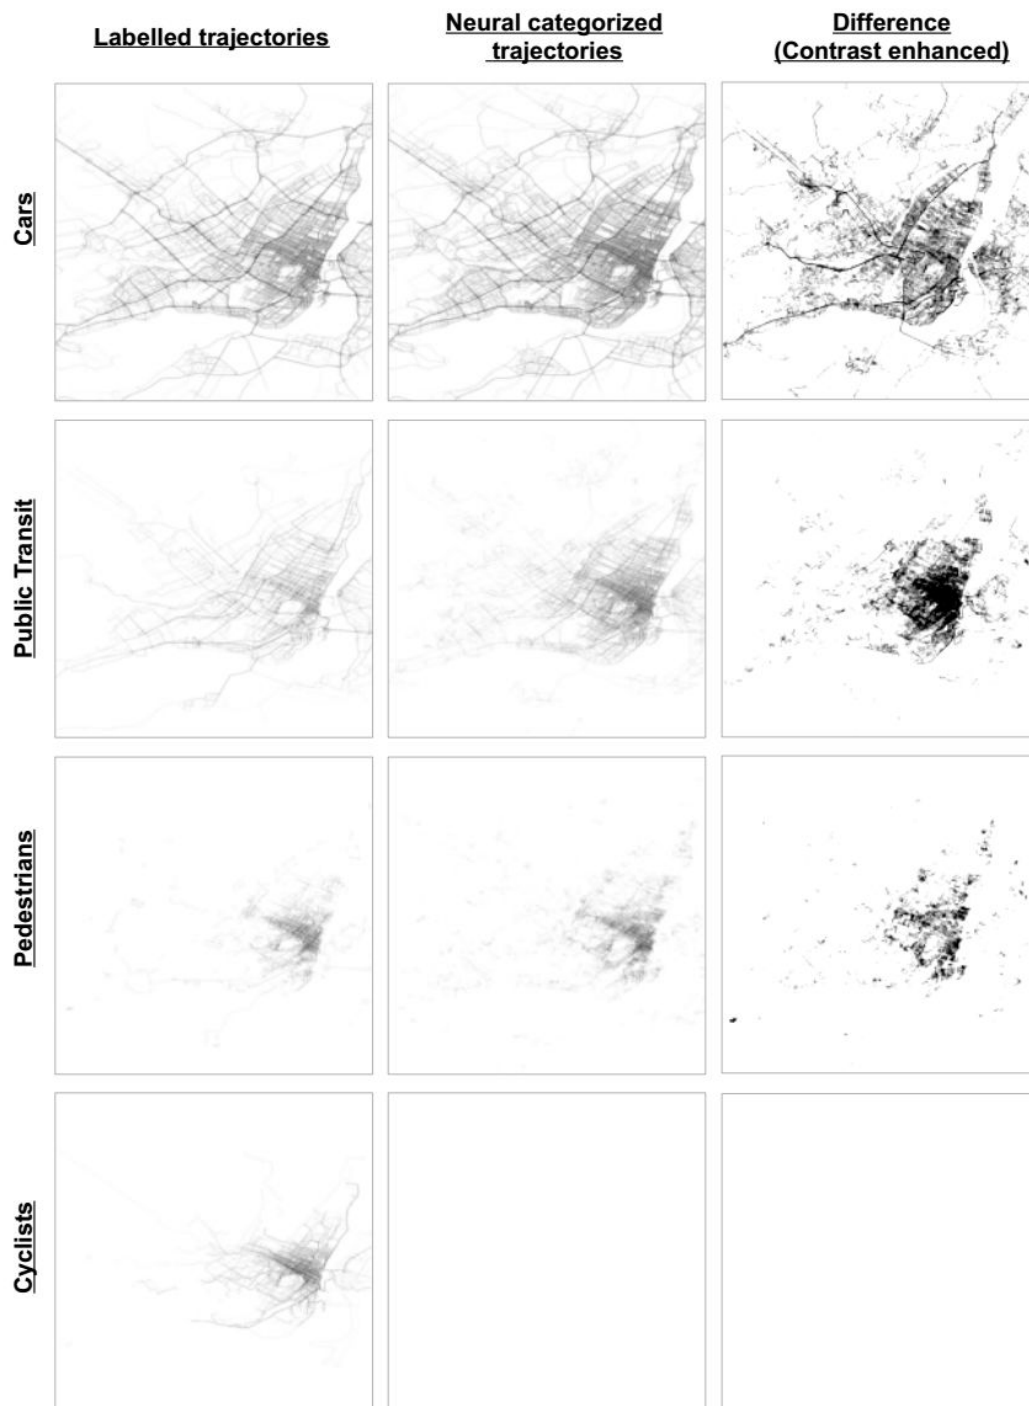 Labelled trajectories
Neural categorized
trajectories
Difference
(Contrast enhanced)
Cars
Public Transit
Pedestrians
Cyclists